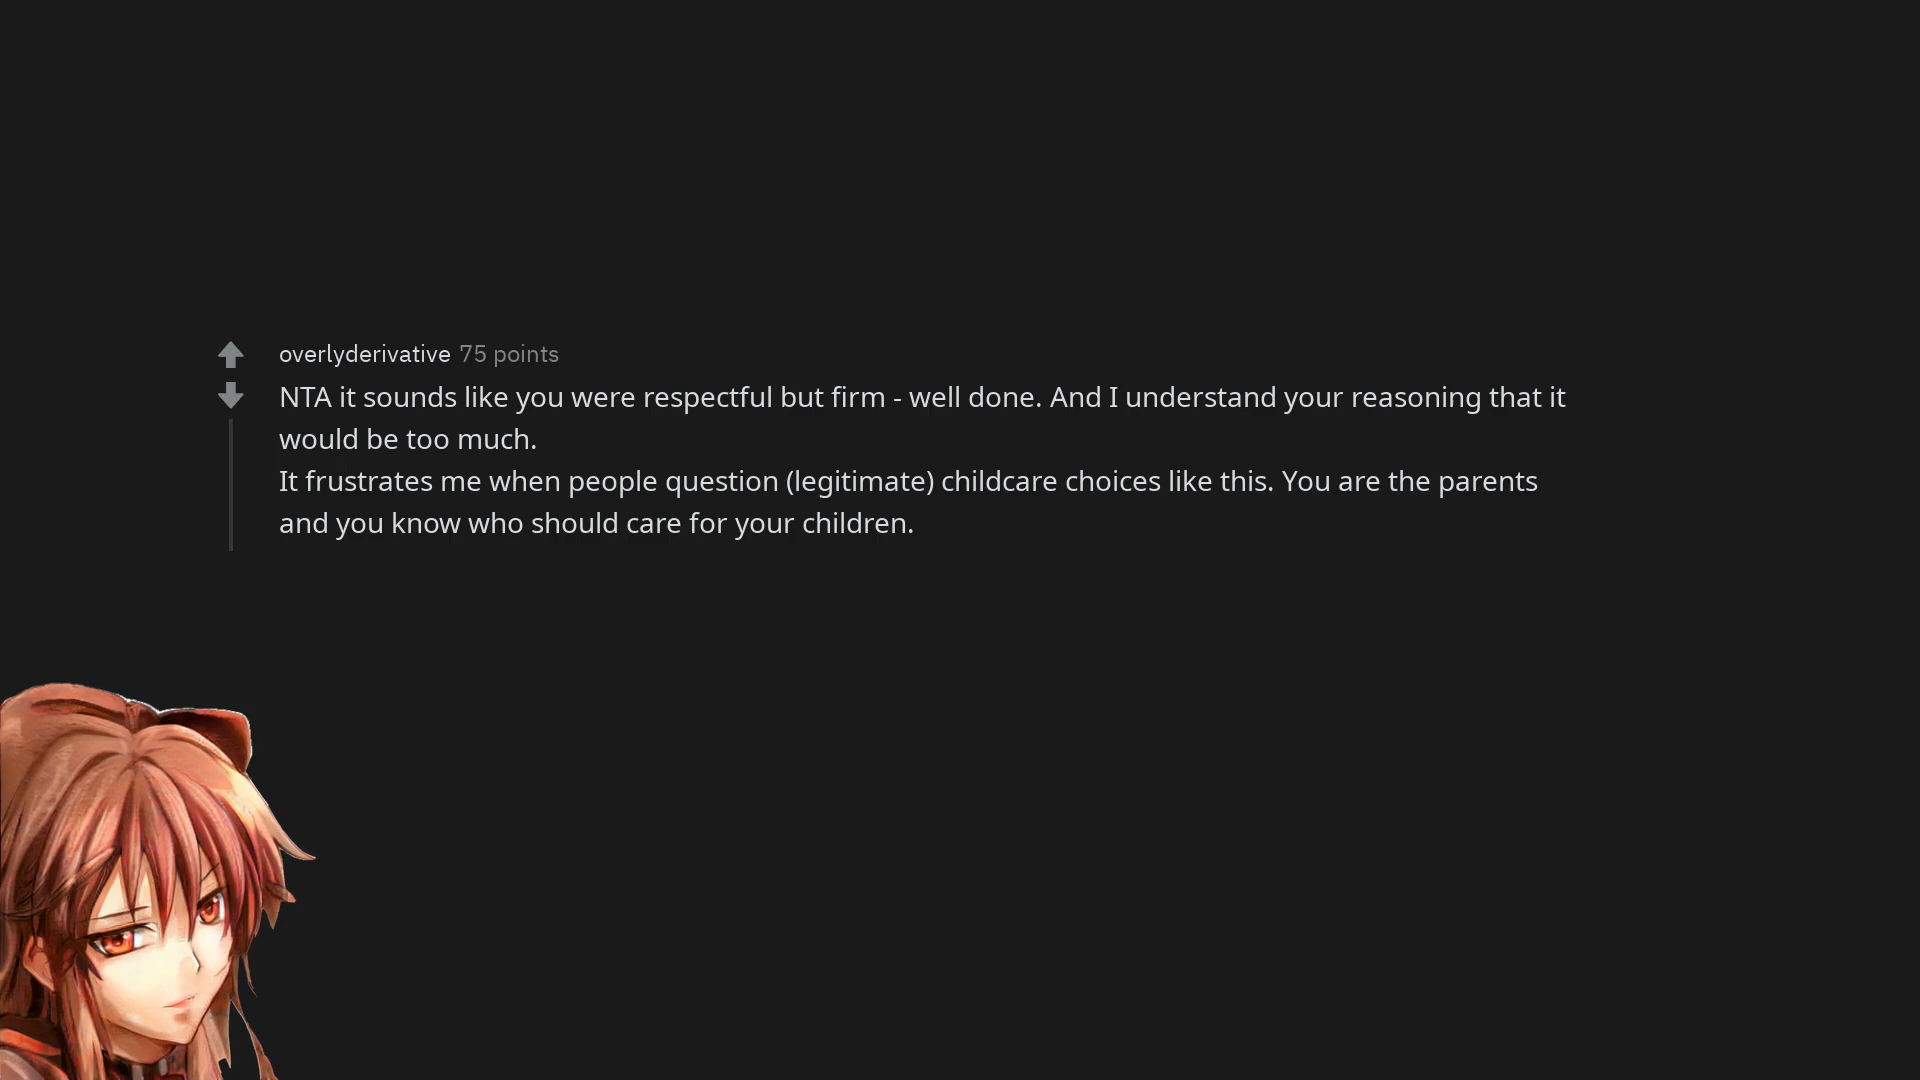 overlyderivative 75 points
NTA it sounds like you were respectful but firm - well done. And I understand your reasoning that it
would be too much.
It frustrates me when people question (legitimate) childcare choices like this. You are the parents
and you know who should care for your children.